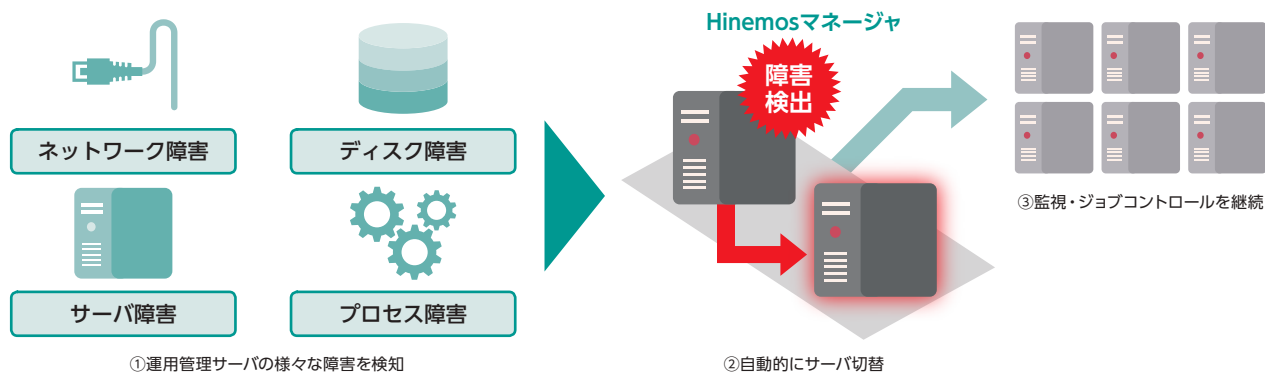 ネットワーク障害
ディスク障害
サーバ障害
プロセス障害
①運用管理サーバの様々な障害を検知
Hinemosマネージャ
障害
検出
②自動的にサーバ切替
③監視・ジョブコントロールを継続